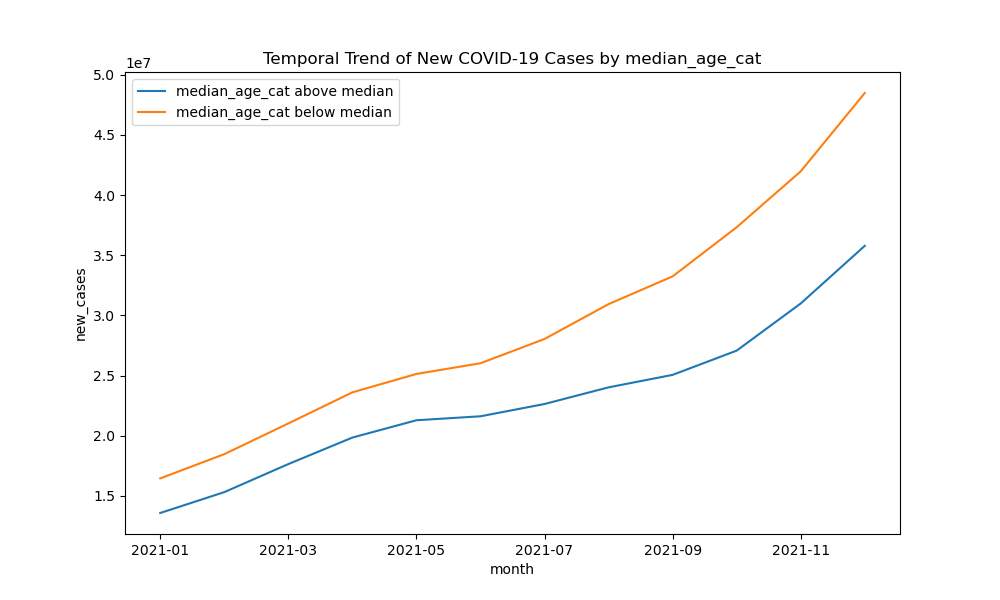 Temporal Trend of New COVID-19 Cases by median_age_cat
1e7
median_age_cat above median
median_age_cat below median
5.0
4.5
4.0
3.5
3.0
2.5
2.0
1.5
new_cases
2021-01
2021-03
2021-05
2021-07
2021-09
2021-11
month